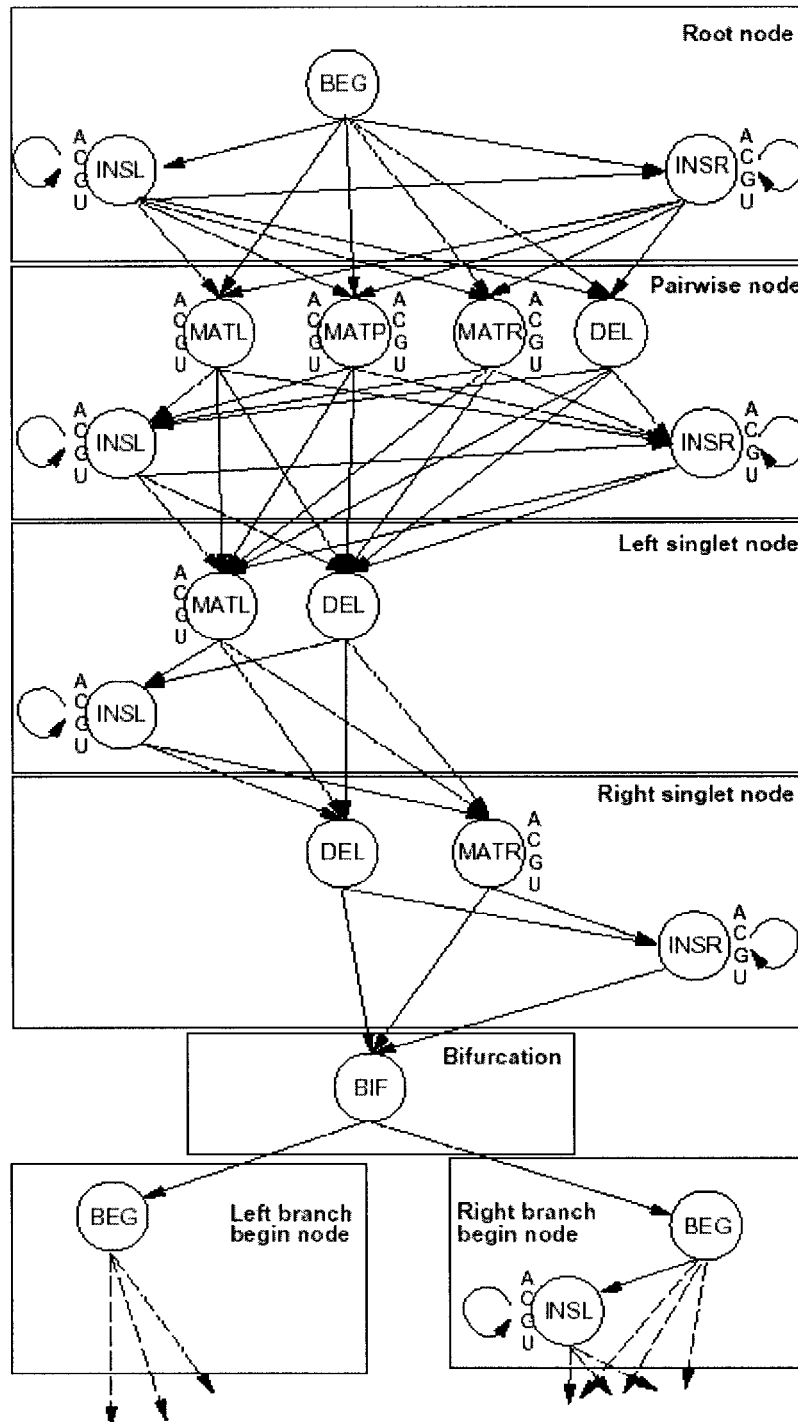 Root node
BEG
A
C
G
U
INSL
INSR
A
C
G
U
Pairwise node
A
C
G
U
MATL
A
C
G
U
MATP
A
C
G
U
MATR
A
C
G
U
DEL
A
C
G
U
INSL
INSR
A
C
G
U
Left singlet node
A
C
G
U
MATL
DEL
A
C
G
U
INSL
Right singlet node
DEL
MATR
A
C
G
U
INSR
A
C
G
U
Bifurcation
BIF
BEG
Left branch
begin node
Right branch
begin node
BEG
A
C
G
U
INSL